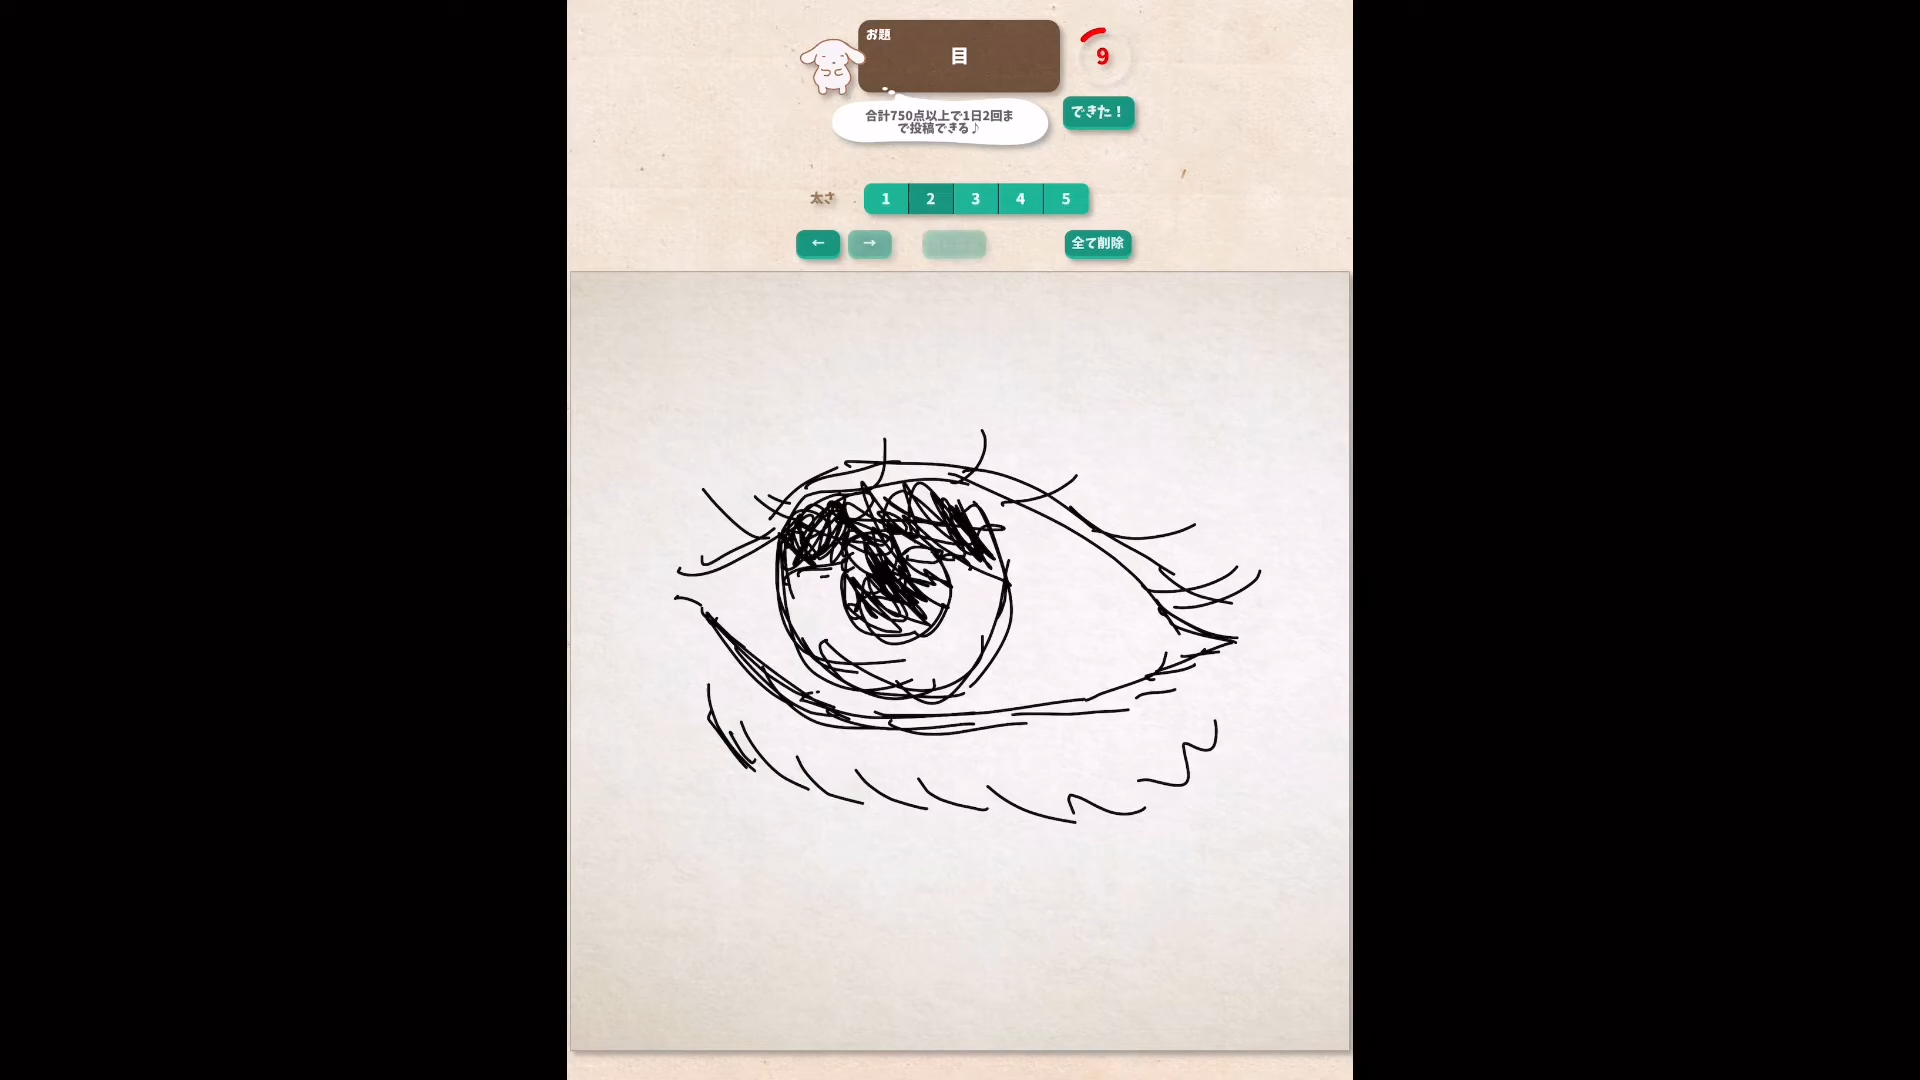 お題
目
9
合計750点以上で1日2回ま
で投稿できる♪
できた！
太さ
1 2 3 4 5
← →
全て削除